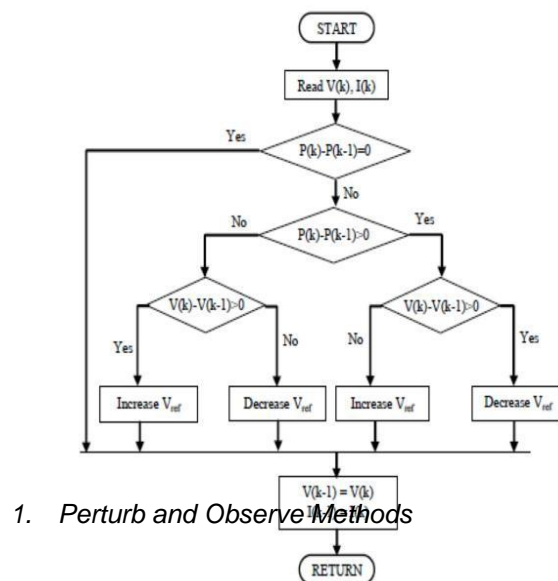 START
Read V(k), I(k)
P(k)-P(k-1)=0
Yes
No
P(k)-P(k-1)>0
No
Yes
V(k)-V(k-1)>0
V(k)-V(k-1)>0
Yes
No
No
Yes
Increase Vref
Decrease Vref
Increase Vref
Decrease Vref
V(k-1) = V(k)
1. Perturb and Observe Methods
RETURN